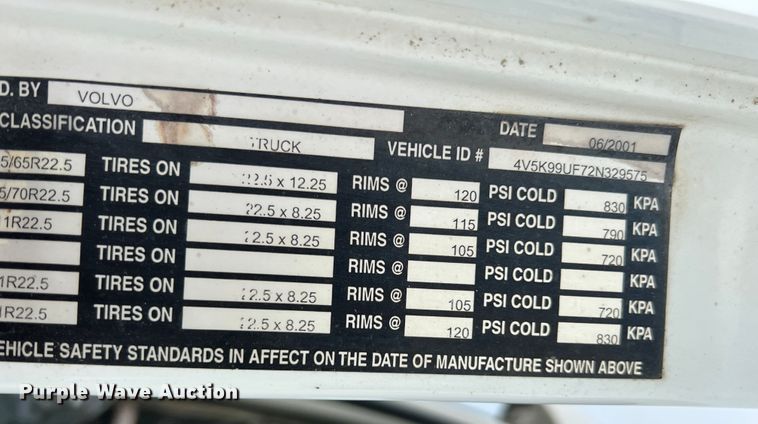 D. BY VOLVO
CLASSIFICATION TRUCK DATE 06/2001
VEHICLE ID # 4V5K99UF72N329575
5/65R22.5 TIRES ON 22.5 x 12.25 RIMS @ 120 PSI COLD 830 KPA
5/70R22.5 TIRES ON 22.5 x 8.25 RIMS @ 115 PSI COLD 790 KPA
11R22.5 TIRES ON 22.5 x 8.25 RIMS @ 105 PSI COLD 720 KPA
TIRES ON RIMS @ PSI COLD KPA
1R22.5 TIRES ON 22.5 x 8.25 RIMS @ 105 PSI COLD 720 KPA
1R22.5 TIRES ON 22.5 x 8.25 RIMS @ 120 PSI COLD 830 KPA
EHICLE SAFETY STANDARDS IN AFFECT ON THE DATE OF MANUFACTURE SHOWN ABOVE
Purple Wave Auction